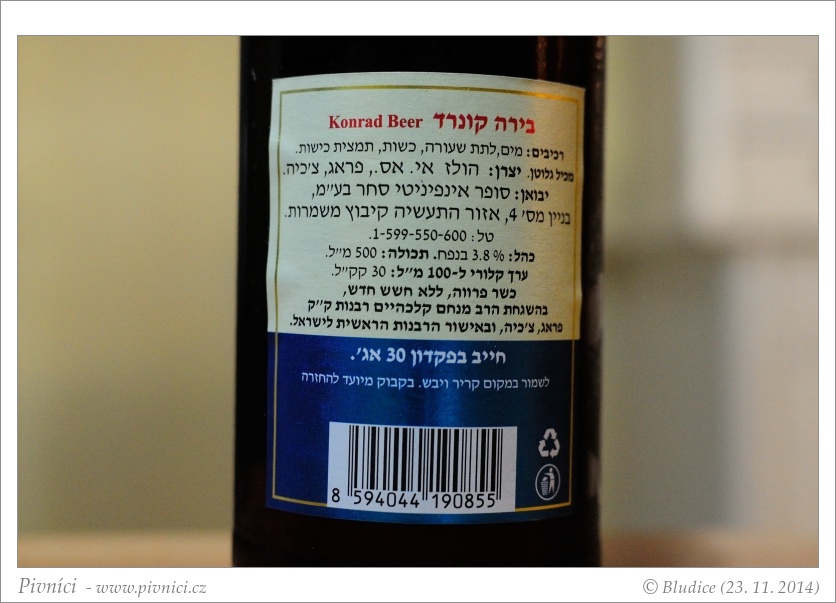 בירה קונרד Konrad Beer
רכיבים: מים,לתת שעורה, כשות, תמצית כישות.
מכיל גלוטן. יצרן: הולז אי. אס., פראג, צ'כיה.
יבואן: סופר אינפיניטי סחר בע"מ,
בניין מס' 4, אזור התעשיה קיבוץ משמרות.
טל: 1-599-550-600.
כהל: 3.8 % בנפח. תכולה: 500 מ"ל.
ערך קלורי ל-100 מ"ל: 30 קק"ל.
כשר פרווה, ללא חשש חדש,
בהשגחת הרב מנחם קלכהיים רבנות ק"ק
פראג, צ'כיה, ובאישור הרבנות הראשית לישראל.
חייב בפקדון 30 אג'.
לשמור במקום קריר ויבש. בקבוק מיועד להחזרה
8 594044 190855
Pivníci - www.pivnici.cz
© Bludice (23. 11. 2014)